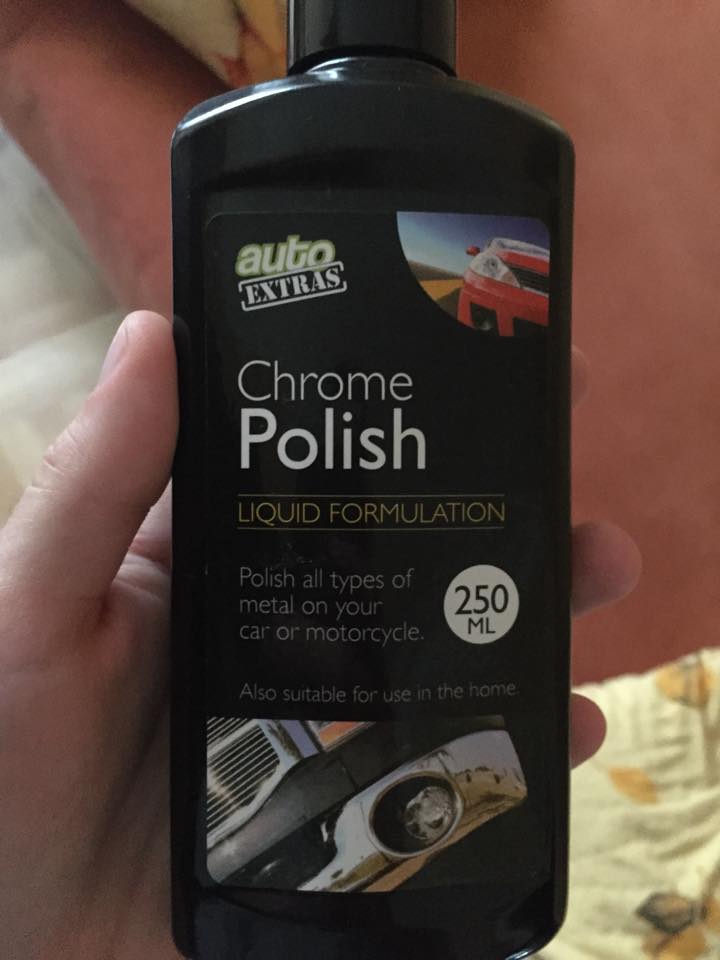 auto
EXTRAS
Chrome
Polish
LIQUID FORMULATION
Polish all types of
metal on your
car or motorcycle.
250
ML
Also suitable for use in the home